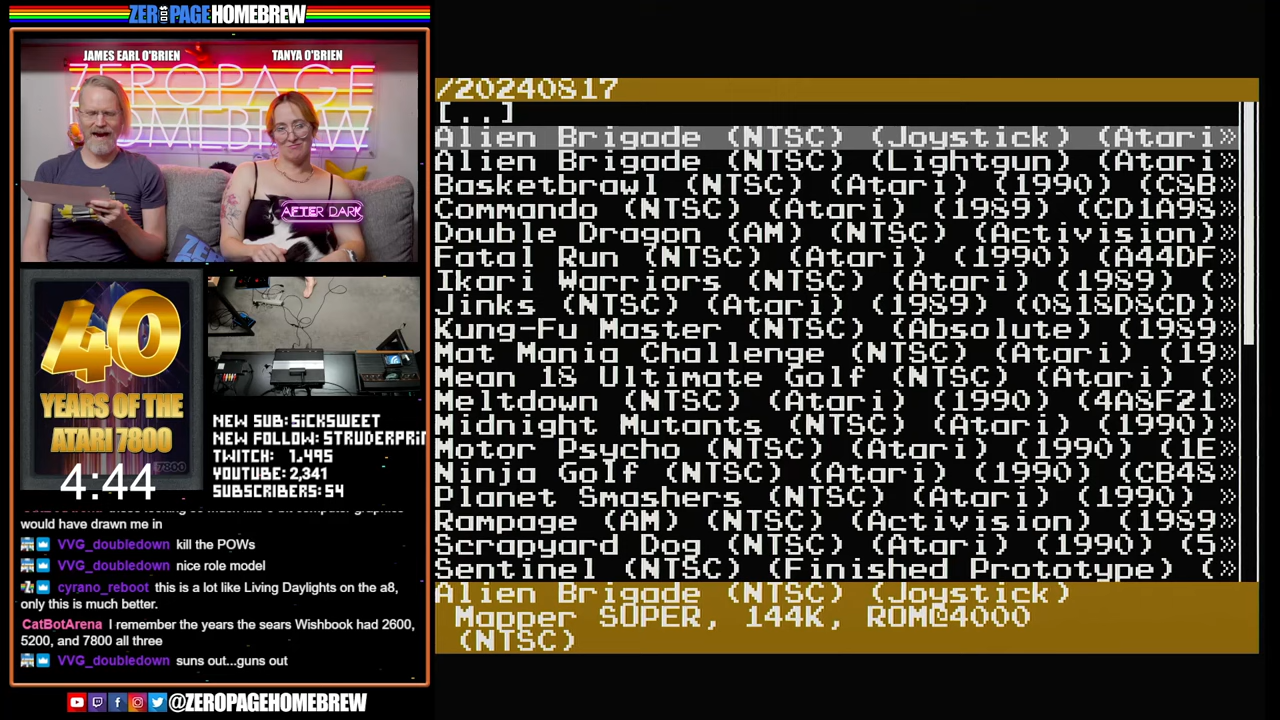 ZEROPAGEHOMEBREW
JAMES EARL O'BRIEN
TANYA O'BRIEN
ZEROPAGE
HOMEBREW
AFTER DARK
40
YEARS OF THE
ATARI 7800
7800
4:44
NEW SUB: SICKSWEET
NEW FOLLOW: STRUDERPRIN
TWITCH: 1,495
YOUTUBE: 2,341
SUBSCRIBERS: 54
would have drawn me in
VVG_doubledown kill the POWs
VVG_doubledown nice role model
cyrano_reboot this is a lot like Living Daylights on the a8,
only this is much better.
CatBotArena I remember the years the sears Wishbook had 2600,
5200, and 7800 all three
VVG_doubledown suns out...guns out
@ZEROPAGEHOMEBREW
/20240817
[..]
Alien Brigade (NTSC) (Joystick) (Atari»
Alien Brigade (NTSC) (Lightgun) (Atari»
Basketbrawl (NTSC) (Atari) (1990) (C8B»
Commando (NTSC) (Atari) (1989) (CD1A98»
Double Dragon (AM) (NTSC) (Activision)»
Fatal Run (NTSC) (Atari) (1990) (A44DF»
Ikari Warriors (NTSC) (Atari) (1989) (»
Jinks (NTSC) (Atari) (1989) (0818D8CD)»
Kung-Fu Master (NTSC) (Absolute) (1989»
Mat Mania Challenge (NTSC) (Atari) (19»
Mean 18 Ultimate Golf (NTSC) (Atari) (»
Meltdown (NTSC) (Atari) (1990) (4A8F21»
Midnight Mutants (NTSC) (Atari) (1990)»
Motor Psycho (NTSC) (Atari) (1990) (1E»
Ninja Golf (NTSC) (Atari) (1990) (CB48»
Planet Smashers (NTSC) (Atari) (1990) »
Rampage (AM) (NTSC) (Activision) (1989»
Scrapyard Dog (NTSC) (Atari) (1990) (5»
Sentinel (NTSC) (Finished Prototype) (»
Alien Brigade (NTSC) (Joystick)
Mapper SUPER, 144K, ROM@4000
(NTSC)